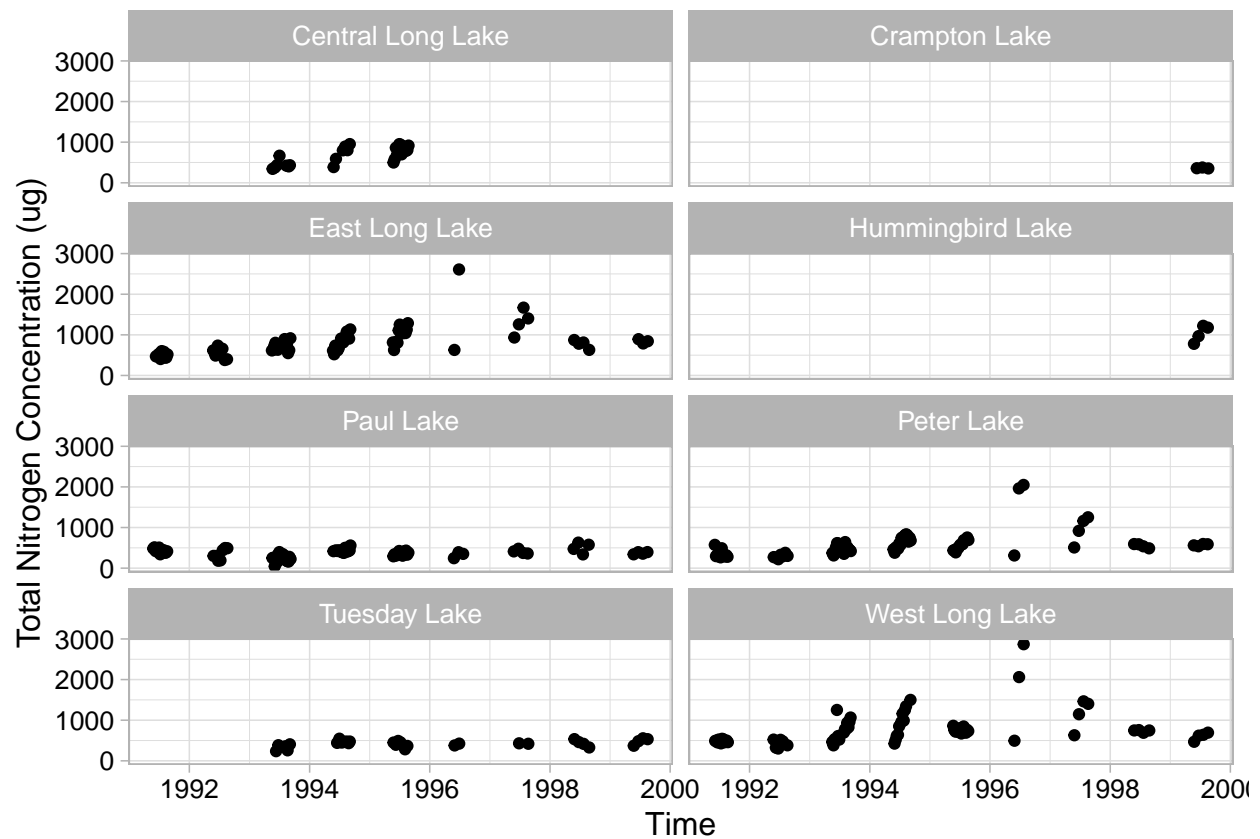 Central Long Lake
Crampton Lake
3000
2000
1000
0
East Long Lake
Hummingbird Lake
3000
2000
1000
0
Paul Lake
Peter Lake
3000
2000
1000
0
Tuesday Lake
West Long Lake
3000
2000
1000
0
1992 1994 1996 1998 2000 1992 1994 1996 1998 200
Time
Total Nitrogen Concentration (ug)